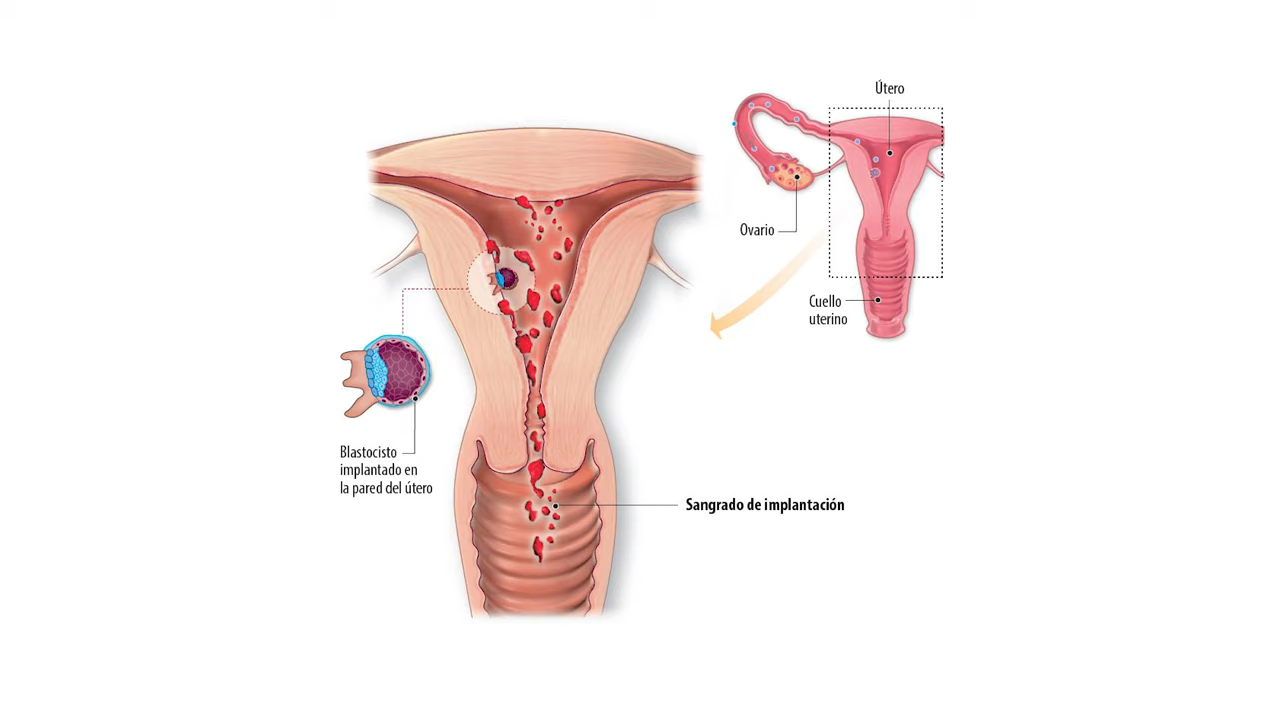 Útero
Ovario
Cuello
uterino
Blastocisto
implantado en
la pared del útero
Sangrado de implantación